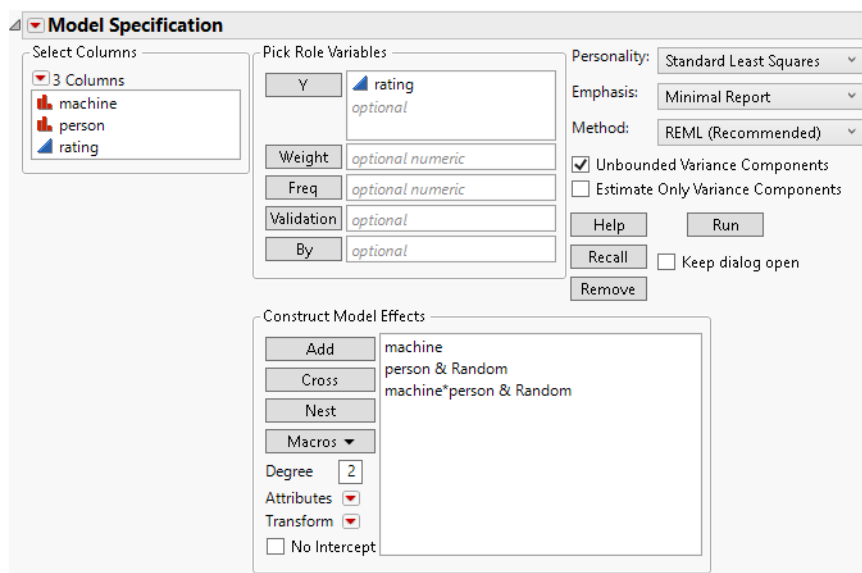 Model Specification
Select Columns
3 Columns
machine
person
rating
Pick Role Variables
Y
rating
optional
Weight
optional numeric
Freq
optional numeric
Validation
optional
By
optional
Personality:
Standard Least Squares
Emphasis:
Minimal Report
Method:
REML (Recommended)
Unbounded Variance Components
Estimate Only Variance Components
Help
Run
Recall
Keep dialog open
Remove
Construct Model Effects
Add
Cross
Nest
Macros
Degree
2
Attributes
Transform
No Intercept
machine
person & Random
machine*person & Random